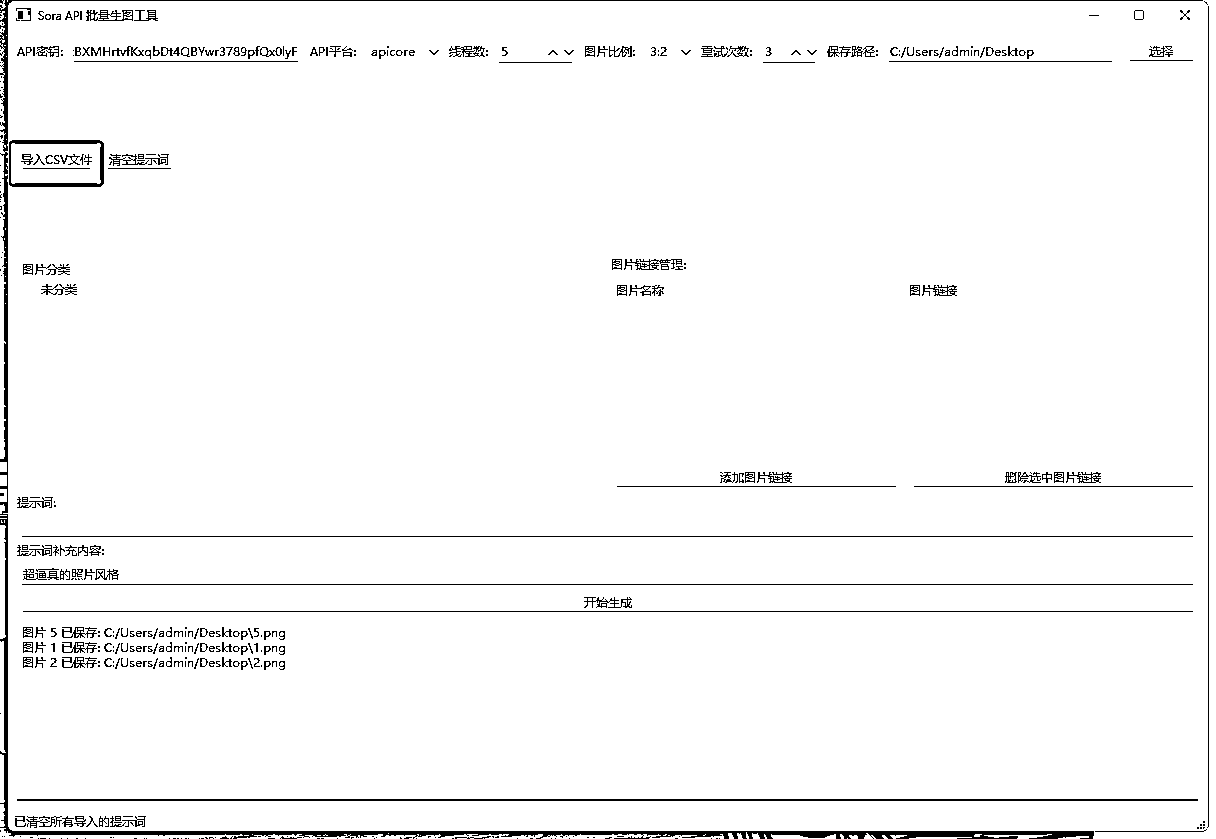 Sora API 批量生图工具
API密钥: BXMHrtvfKxqbDt4QBYwr3789pfQx0lyF API平台: apicore 线程数: 5 图片比例: 3:2 重试次数: 3 保存路径: C:/Users/admin/Desktop 选择
导入CSV文件 清空提示词
图片分类
未分类
图片链接管理:
图片名称 图片链接
添加图片链接 删除选中图片链接
提示词:
提示词补充内容:
超逼真的照片风格
开始生成
图片 5 已保存: C:/Users/admin/Desktop\5.png
图片 1 已保存: C:/Users/admin/Desktop\1.png
图片 2 已保存: C:/Users/admin/Desktop\2.png
已清空所有导入的提示词